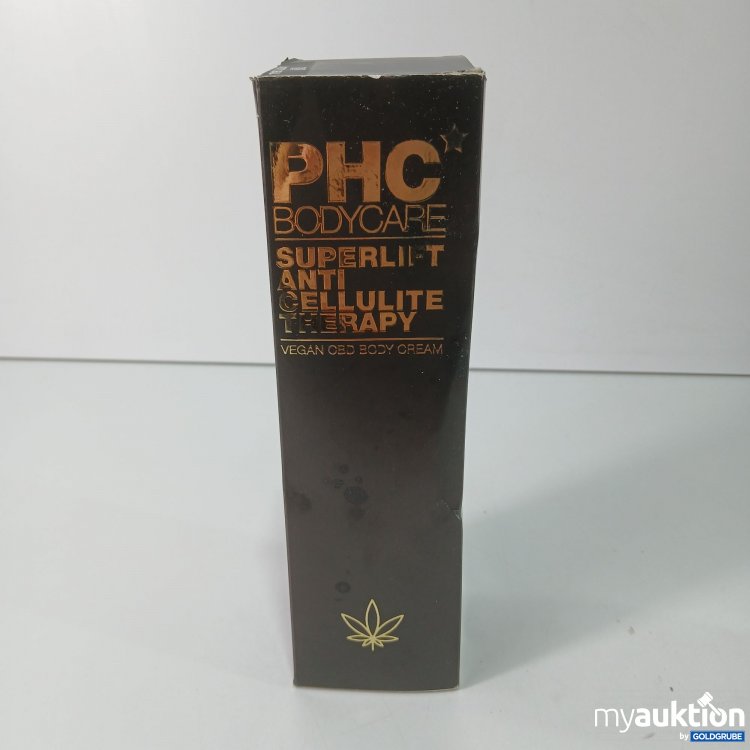 PHC
BODYCARE
SUPERLIFT
ANTI
CELLULITE
THERAPY
VEGAN CBD BODY CREAM
myauktion
by GOLDGRUBE